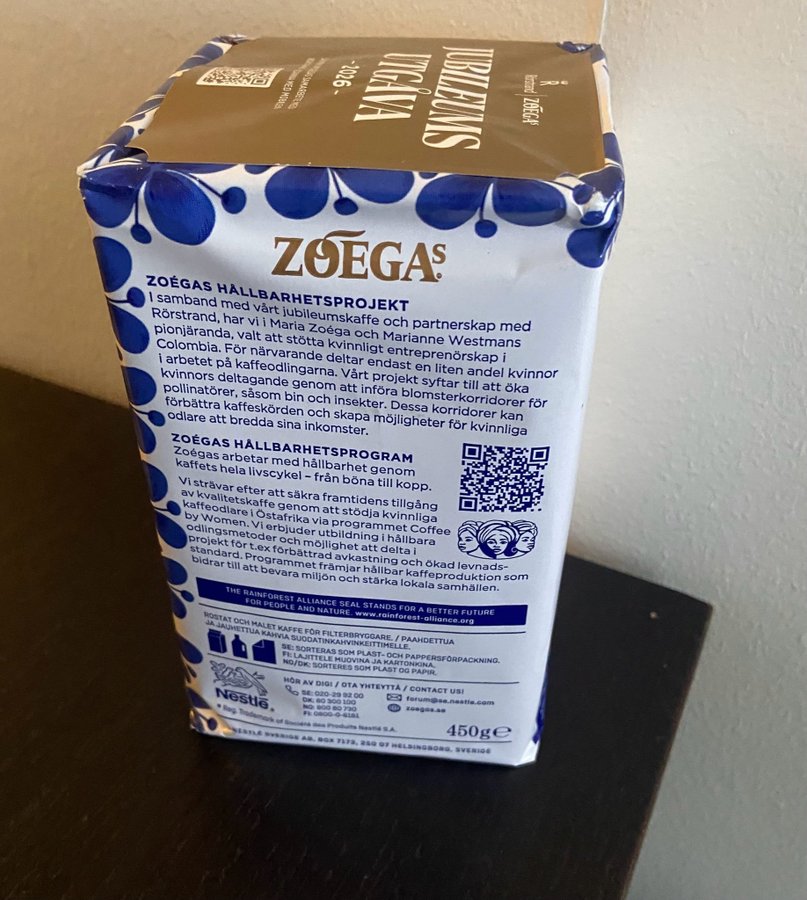 JUBILEUMS
UTGÅVA
-2026-
Rörstrand | ZOÉGAS
ZOÉGAS
ZOÉGAS HÅLLBARHETSPROJEKT
I samband med vårt jubileumskaffe och partnerskap med
Rörstrand, har vi i Maria Zoéga och Marianne Westmans
pionjäranda, valt att stötta kvinnligt entreprenörskap i
Colombia. För närvarande deltar endast en liten andel kvinnor
i arbetet på kaffeodlingarna. Vårt projekt syftar till att öka
kvinnors deltagande genom att införa blomsterkorridorer för
pollinatörer, såsom bin och insekter. Dessa korridorer kan
förbättra kaffeskörden och skapa möjligheter för kvinnliga
odlare att bredda sina inkomster.
ZOÉGAS HÅLLBARHETSPROGRAM
Zoégas arbetar med hållbarhet genom
kaffets hela livscykel – från böna till kopp.
Vi strävar efter att säkra framtidens tillgång
av kvalitetskaffe genom att stödja kvinnliga
kaffeodlare i Östafrika via programmet Coffee
by Women. Vi erbjuder utbildning i hållbara
odlingsmetoder och möjlighet att delta i
projekt för t.ex förbättrad avkastning och ökad levnads-
standard. Programmet främjar hållbar kaffeproduktion som
bidrar till att bevara miljön och stärka lokala samhällen.
THE RAINFOREST ALLIANCE SEAL STANDS FOR A BETTER FUTURE
FOR PEOPLE AND NATURE. www.rainforest-alliance.org
ROSTAT OCH MALET KAFFE FÖR FILTERBRYGGARE. / PAAHDETTUA
JA JAUHETTUA KAHVIA SUODATINKAHVINKEITTIMELLE.
SE: SORTERAS SOM PLAST- OCH PAPPERSFÖRPACKNING.
FI: LAJITTELE MUOVINA JA KARTONKINA.
NO/DK: SORTERES SOM PLAST OG PAPIR.
HÖR AV DIG! / OTA YHTEYTTÄ / CONTACT US!
SE: 020-29 92 00
DK: 80 300 100
NO: 800 80 730
FI: 0800-0-6161
forum@se.nestle.com
zoegas.se
Nestlé.
® Reg. Trademark of Société des Produits Nestlé S.A.
450g℮
NESTLÉ SVERIGE AB, BOX 7173, 250 07 HELSINGBORG, SVERIGE